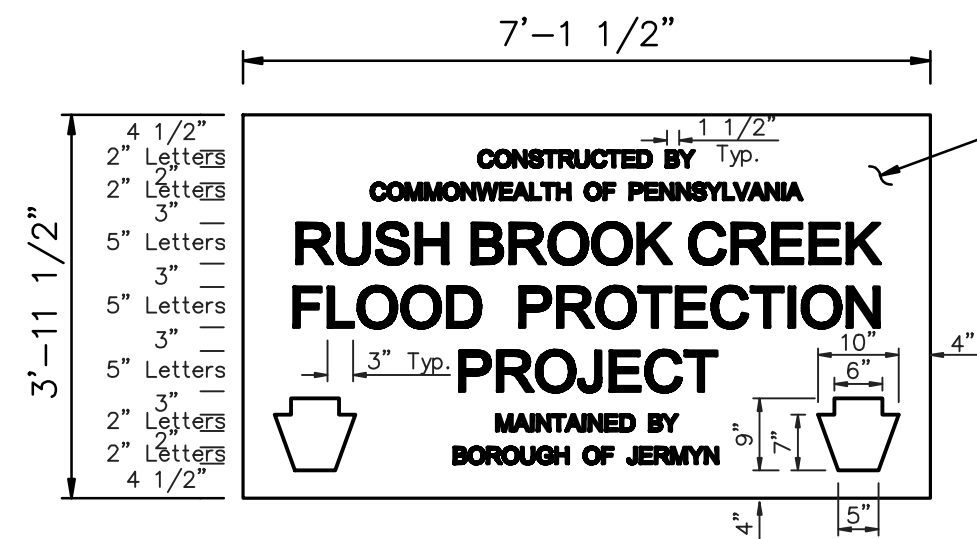 7'-1 1/2"
3'-11 1/2"
4 1/2"
2" Letters
2"
2" Letters
3"
5" Letters
3"
5" Letters
3"
5" Letters
3"
2" Letters
2"
2" Letters
4 1/2"
1 1/2"
Typ.
CONSTRUCTED BY
COMMONWEALTH OF PENNSYLVANIA
RUSH BROOK CREEK
FLOOD PROTECTION
PROJECT
MAINTAINED BY
BOROUGH OF JERMYN
3" Typ.
10"
6"
4"
9"
7"
5"
4"